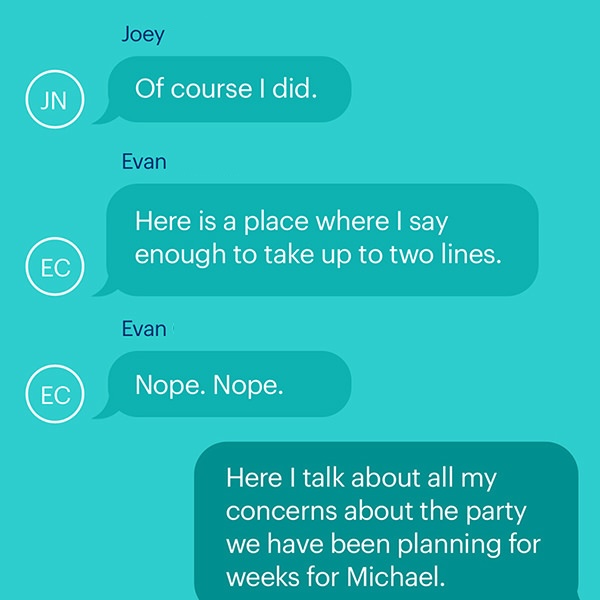 Joey
JN
Of course I did.
Evan
EC
Here is a place where I say
enough to take up to two lines.
Evan
EC
Nope. Nope.
Here I talk about all my
concerns about the party
we have been planning for
weeks for Michael.